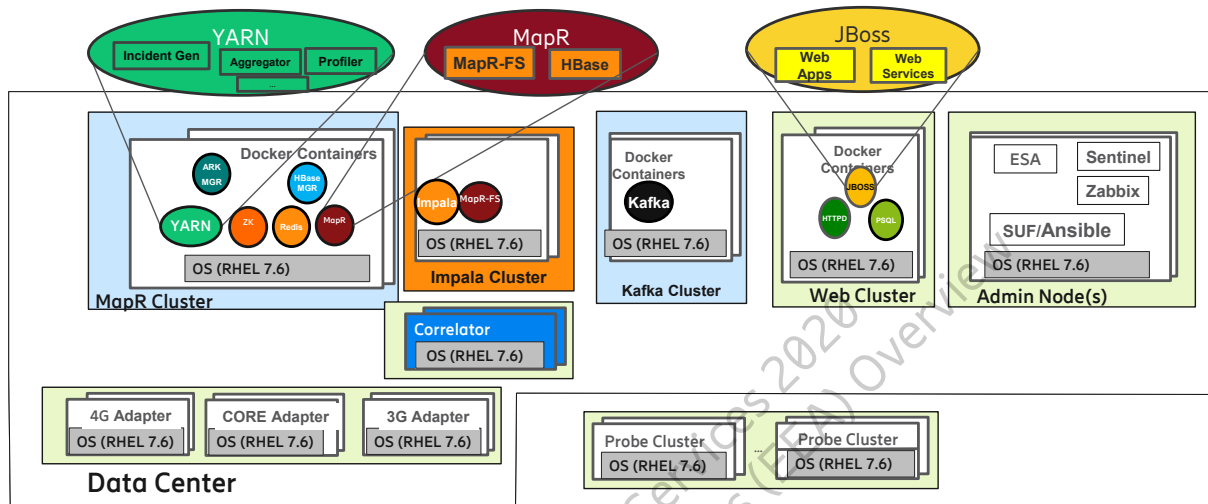 YARN
Incident Gen
Aggregator
Profiler
...
MapR
MapR-FS
HBase
JBoss
Web
Apps
Web
Services
Docker Containers
ARK
MGR
HBase
MGR
YARN
ZK
Redis
MapR
OS (RHEL 7.6)
MapR Cluster
Impala
MapR-FS
OS (RHEL 7.6)
Impala Cluster
Docker
Containers
Kafka
OS (RHEL 7.6)
Kafka Cluster
Docker
Containers
JBOSS
HTTPD
PSQL
OS (RHEL 7.6)
Web Cluster
ESA
Sentinel
Zabbix
SUF/Ansible
OS (RHEL 7.6)
Admin Node(s)
Correlator
OS (RHEL 7.6)
4G Adapter
OS (RHEL 7.6)
CORE Adapter
OS (RHEL 7.6)
3G Adapter
OS (RHEL 7.6)
Data Center
Probe Cluster
OS (RHEL 7.6)
...
Probe Cluster
OS (RHEL 7.6)
Services 2020
(EEA) Overview